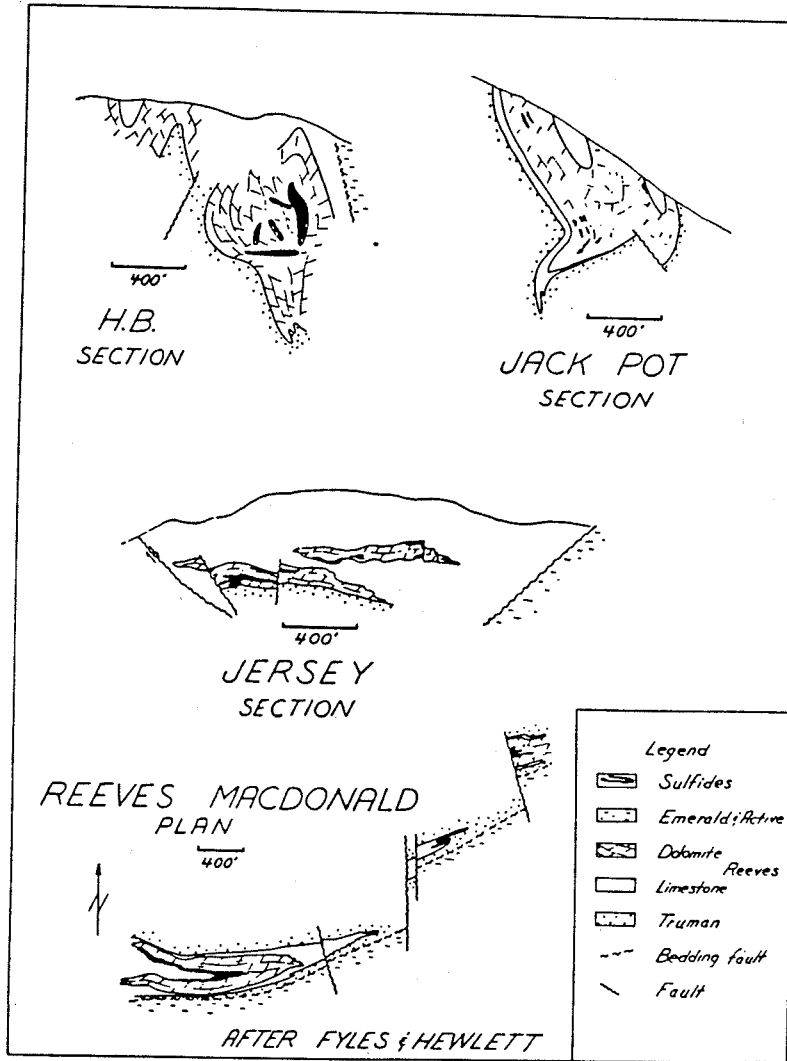 400'
H.B.
SECTION
400'
JACK POT
SECTION
400'
JERSEY
SECTION
REEVES MACDONALD
PLAN
400'
N
Legend
Sulfides
Emerald & Active
Dolomite
Reeves
Limestone
Truman
Bedding fault
Fault
AFTER FYLES & HEWLETT